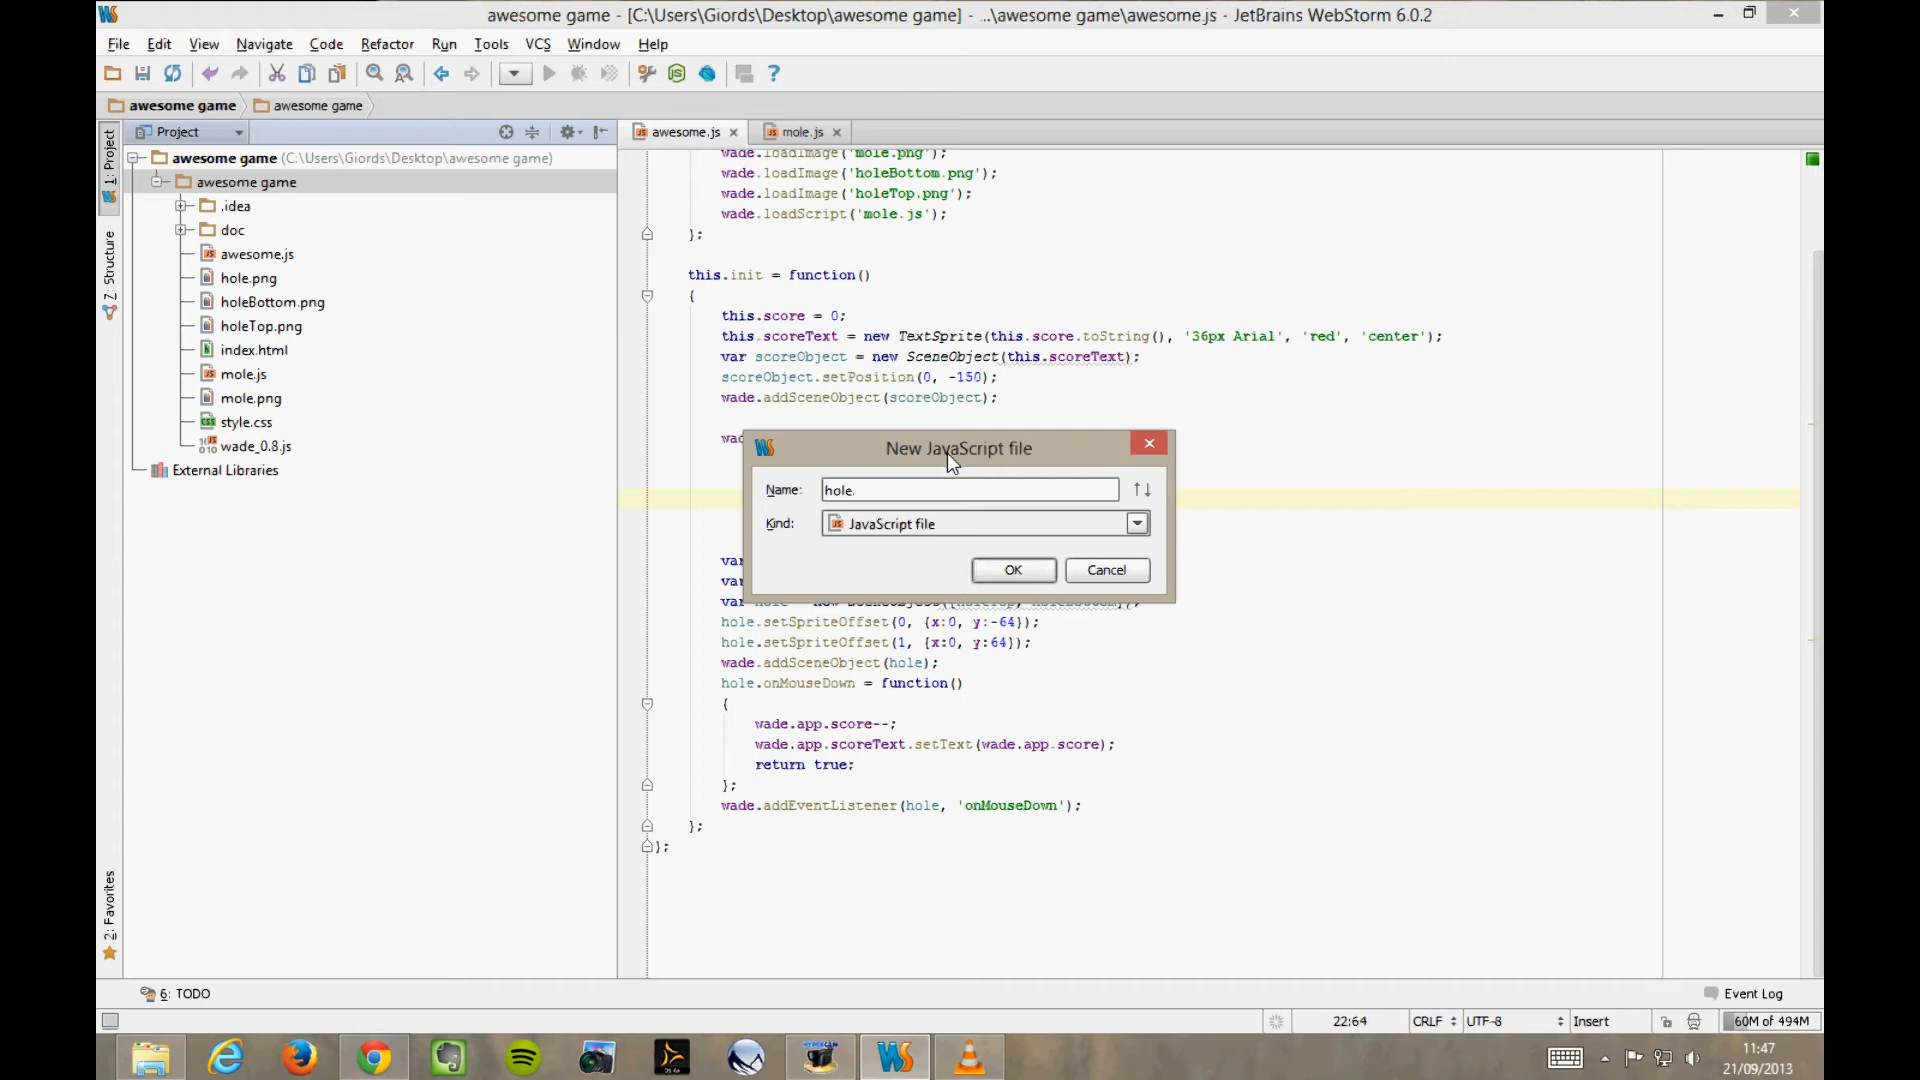 awesome game - [C:\Users\Giords\Desktop\awesome game] - ...\awesome game\awesome.js - JetBrains WebStorm 6.0.2
File Edit View Navigate Code Refactor Run Tools VCS Window Help
awesome game awesome game
1: Project
Z: Structure
2: Favorites
Project
awesome game (C:\Users\Giords\Desktop\awesome game)
awesome game
.idea
doc
awesome.js
hole.png
holeBottom.png
holeTop.png
index.html
mole.js
mole.png
style.css
wade_0.8.js
External Libraries
awesome.js mole.js
wade.loadImage('mole.png');
wade.loadImage('holeBottom.png');
wade.loadImage('holeTop.png');
wade.loadScript('mole.js');
};
this.init = function()
{
this.score = 0;
this.scoreText = new TextSprite(this.score.toString(), '36px Arial', 'red', 'center');
var scoreObject = new SceneObject(this.scoreText);
scoreObject.setPosition(0, -150);
wade.addSceneObject(scoreObject);
wad
New JavaScript file
Name: hole.
Kind: JavaScript file
OK Cancel
var
var
var hole = new SceneObject([holeTop, holeBottom]);
hole.setSpriteOffset(0, {x:0, y:-64});
hole.setSpriteOffset(1, {x:0, y:64});
wade.addSceneObject(hole);
hole.onMouseDown = function()
{
wade.app.score--;
wade.app.scoreText.setText(wade.app.score);
return true;
};
wade.addEventListener(hole, 'onMouseDown');
};
};
6: TODO
Event Log
22:64 CRLF UTF-8 Insert 60M of 494M
11:47
21/09/2013